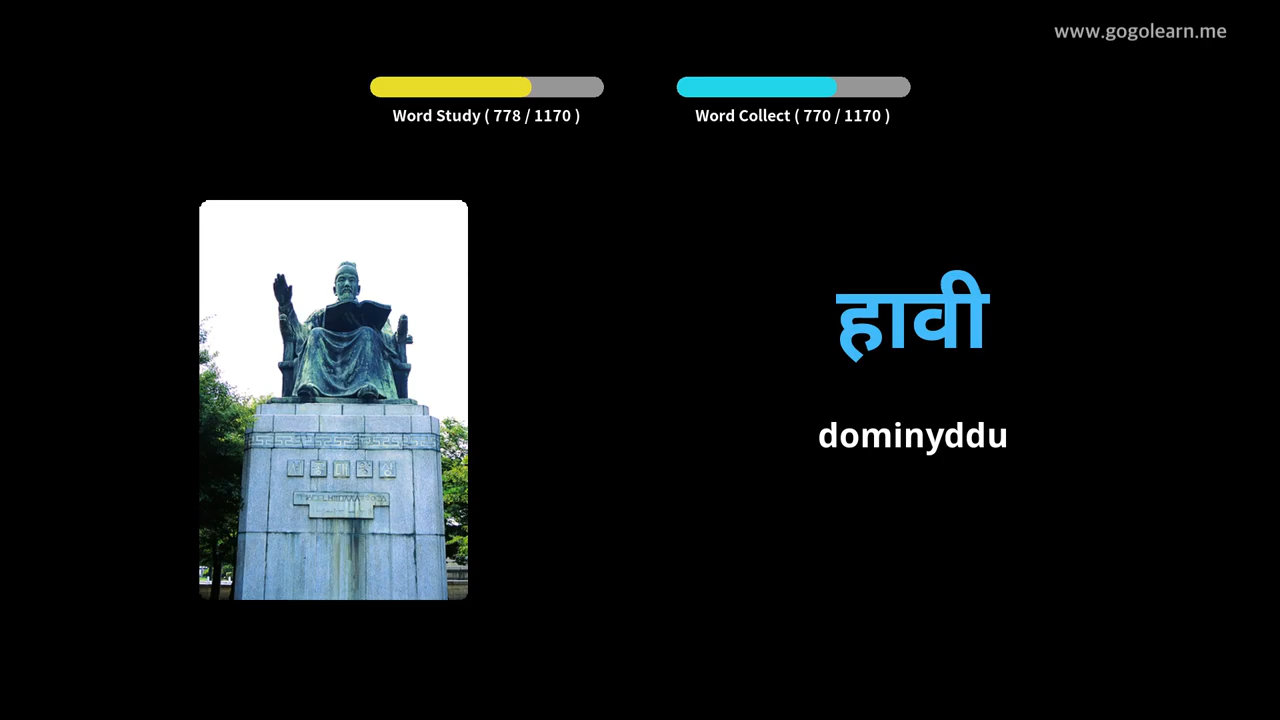 www.gogolearn.me
Word Study ( 778 / 1170 )
Word Collect ( 770 / 1170 )
हावी
dominyddu